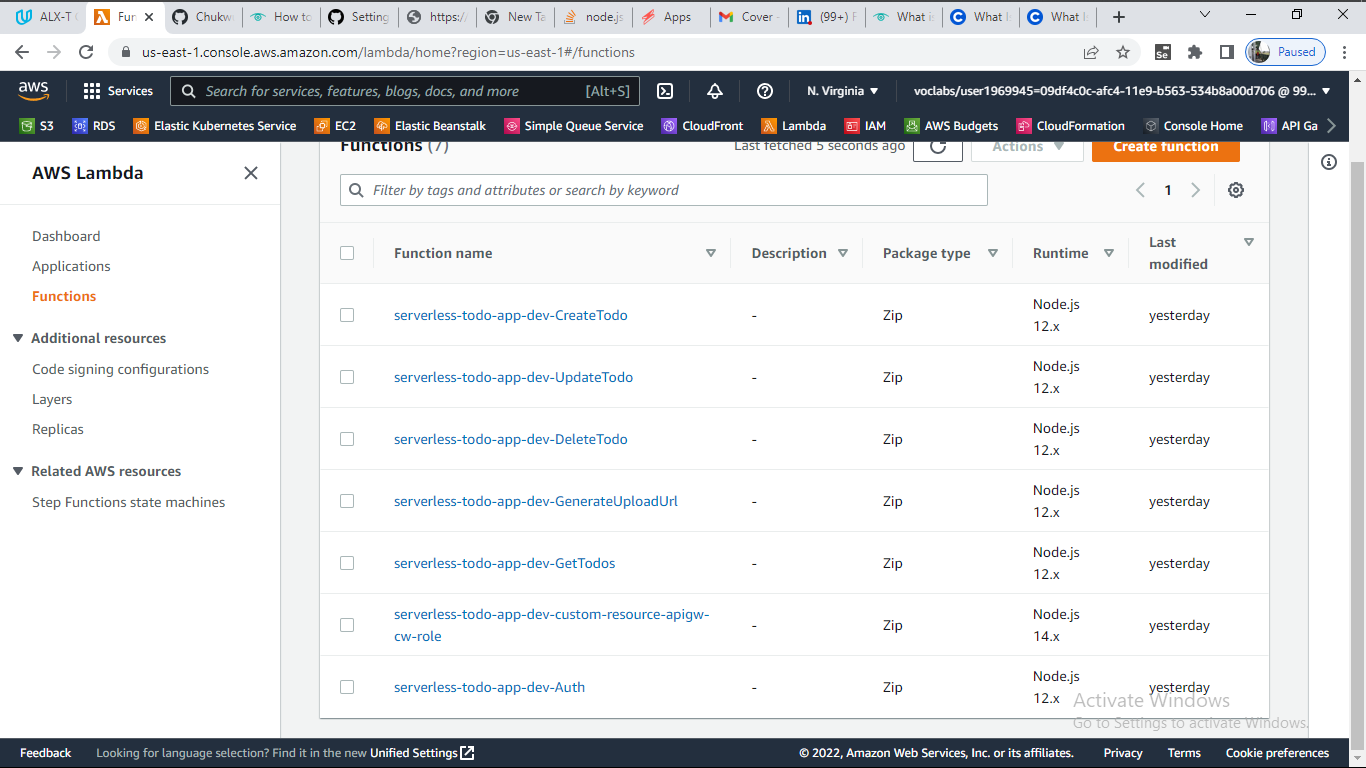 ALX-T
Fun
Chukw
How to
Setting
https:/
New Ta
node.js
Apps
Cover -
(99+) F
What is
What Is
What Is
us-east-1.console.aws.amazon.com/lambda/home?region=us-east-1#/functions
Se
Paused
aws
Services
Search for services, features, blogs, docs, and more
[Alt+S]
N. Virginia
voclabs/user1969945=09df4c0c-afc4-11e9-b563-534b8a00d706 @ 99...
S3
RDS
Elastic Kubernetes Service
EC2
Elastic Beanstalk
Simple Queue Service
CloudFront
Lambda
IAM
AWS Budgets
CloudFormation
Console Home
API Ga
AWS Lambda
Dashboard
Applications
Functions
Additional resources
Code signing configurations
Layers
Replicas
Related AWS resources
Step Functions state machines
Functions (7)
Last fetched 5 seconds ago
Actions
Create function
Filter by tags and attributes or search by keyword
1
Function name
Description
Package type
Runtime
Last
modified
serverless-todo-app-dev-CreateTodo
-
Zip
Node.js
12.x
yesterday
serverless-todo-app-dev-UpdateTodo
-
Zip
Node.js
12.x
yesterday
serverless-todo-app-dev-DeleteTodo
-
Zip
Node.js
12.x
yesterday
serverless-todo-app-dev-GenerateUploadUrl
-
Zip
Node.js
12.x
yesterday
serverless-todo-app-dev-GetTodos
-
Zip
Node.js
12.x
yesterday
serverless-todo-app-dev-custom-resource-apigw-
cw-role
-
Zip
Node.js
14.x
yesterday
serverless-todo-app-dev-Auth
-
Zip
Node.js
12.x
yesterday
Activate Windows
Go to Settings to activate Windows.
Feedback
Looking for language selection? Find it in the new Unified Settings
© 2022, Amazon Web Services, Inc. or its affiliates.
Privacy
Terms
Cookie preferences